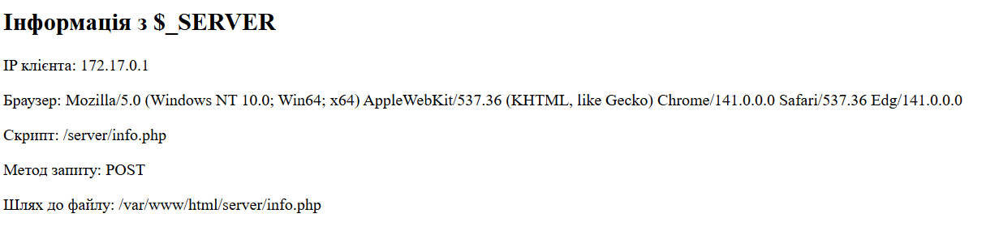 Інформація з $_SERVER
IP клієнта: 172.17.0.1
Браузер: Mozilla/5.0 (Windows NT 10.0; Win64; x64) AppleWebKit/537.36 (KHTML, like Gecko) Chrome/141.0.0.0 Safari/537.36 Edg/141.0.0.0
Скрипт: /server/info.php
Метод запиту: POST
Шлях до файлу: /var/www/html/server/info.php